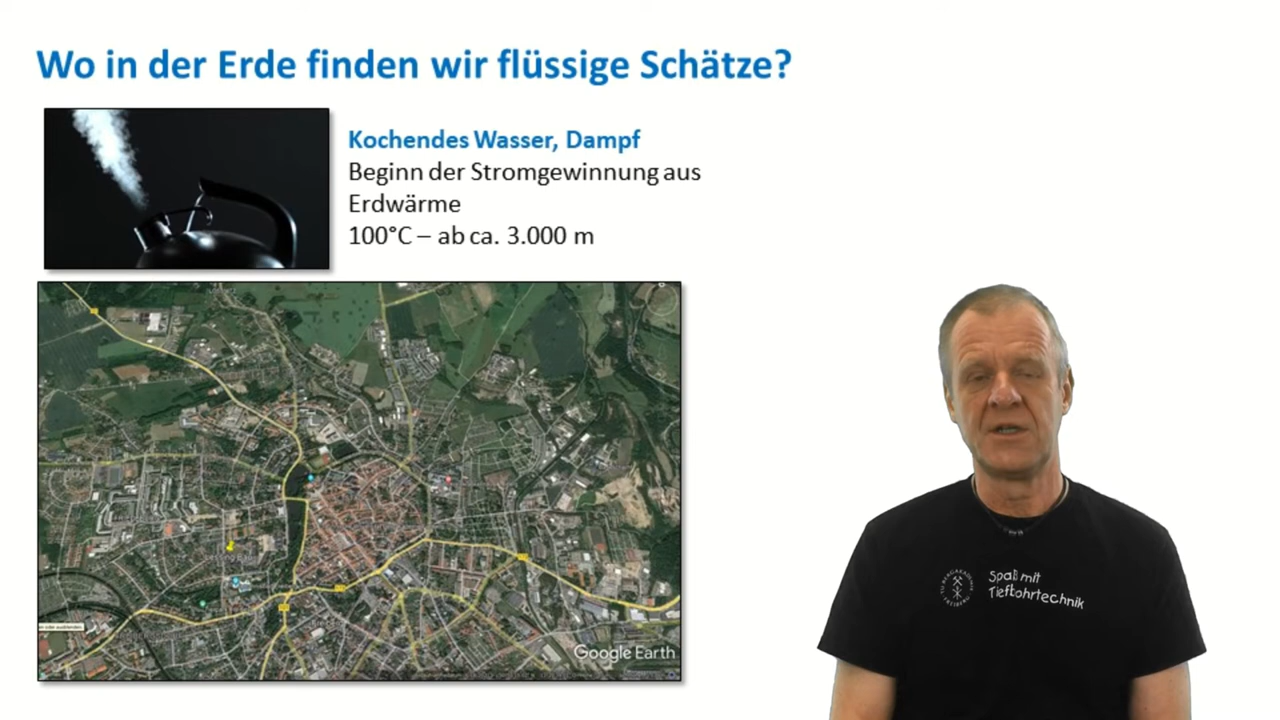 Wo in der Erde finden wir flüssige Schätze?
Kochendes Wasser, Dampf
Beginn der Stromgewinnung aus
Erdwärme
100°C – ab ca. 3.000 m
Google Earth
Spaß mit
Tiefbohrtechnik